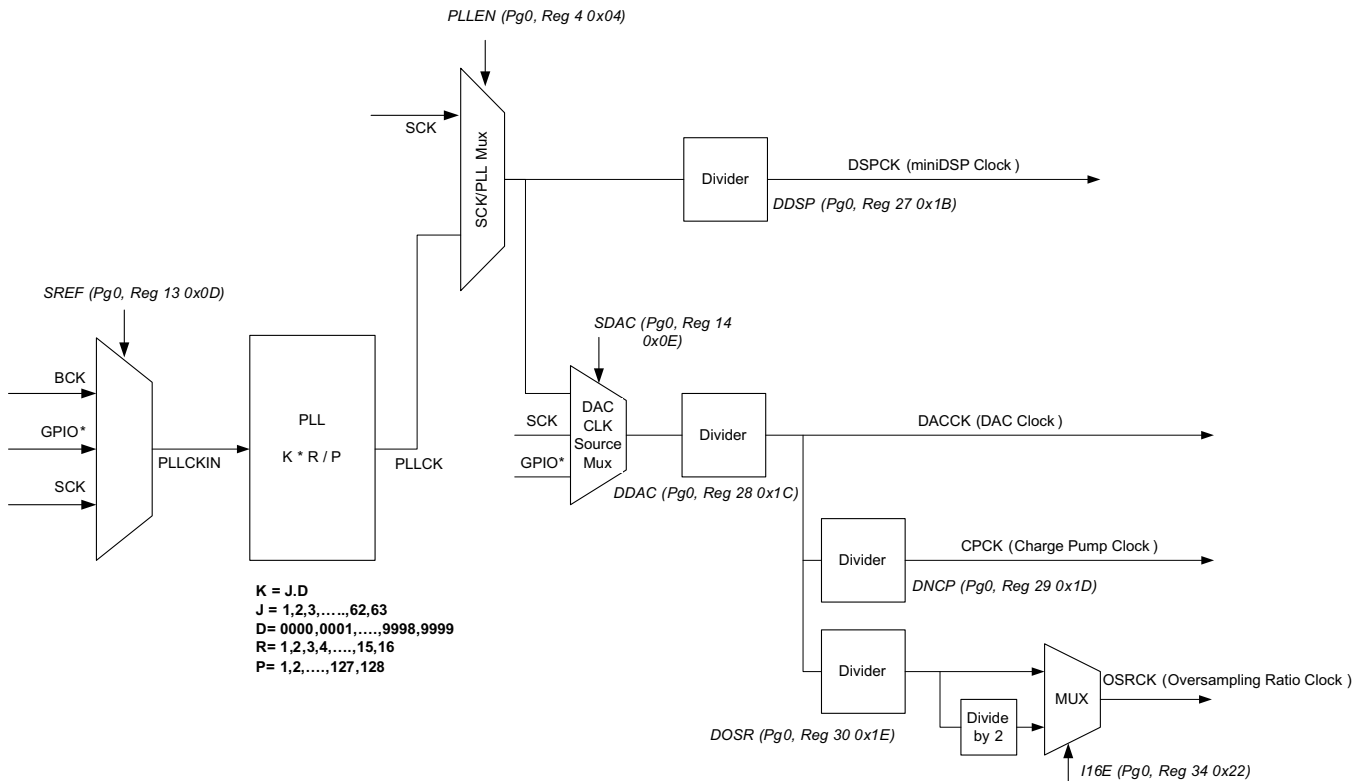 PLLEN (Pg0, Reg 4 0x04)
SCK
SCK/PLL Mux
Divider
DSPCK (miniDSP Clock )
DDSP (Pg0, Reg 27 0x1B)
SREF (Pg0, Reg 13 0x0D)
BCK
GPIO*
SCK
PLLCKIN
PLL
K * R / P
PLLCK
K = J.D
J = 1,2,3,…..,62,63
D= 0000,0001,….,9998,9999
R= 1,2,3,4,….,15,16
P= 1,2,….,127,128
SDAC (Pg0, Reg 14
0x0E)
SCK
GPIO*
DAC
CLK
Source
Mux
Divider
DDAC (Pg0, Reg 28 0x1C)
DACCK (DAC Clock )
Divider
CPCK (Charge Pump Clock )
DNCP (Pg0, Reg 29 0x1D)
Divider
DOSR (Pg0, Reg 30 0x1E)
Divide
by 2
MUX
OSRCK (Oversampling Ratio Clock )
I16E (Pg0, Reg 34 0x22)